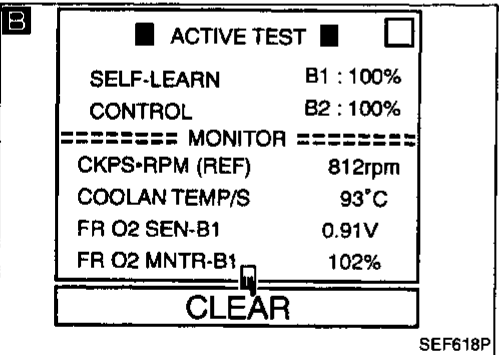 B
■ ACTIVE TEST ■ □
SELF-LEARN B1 : 100%
CONTROL B2 : 100%
======== MONITOR ========
CKPS•RPM (REF) 812rpm
COOLAN TEMP/S 93°C
FR O2 SEN-B1 0.91V
FR O2 MNTR-B1 102%
CLEAR
SEF618P